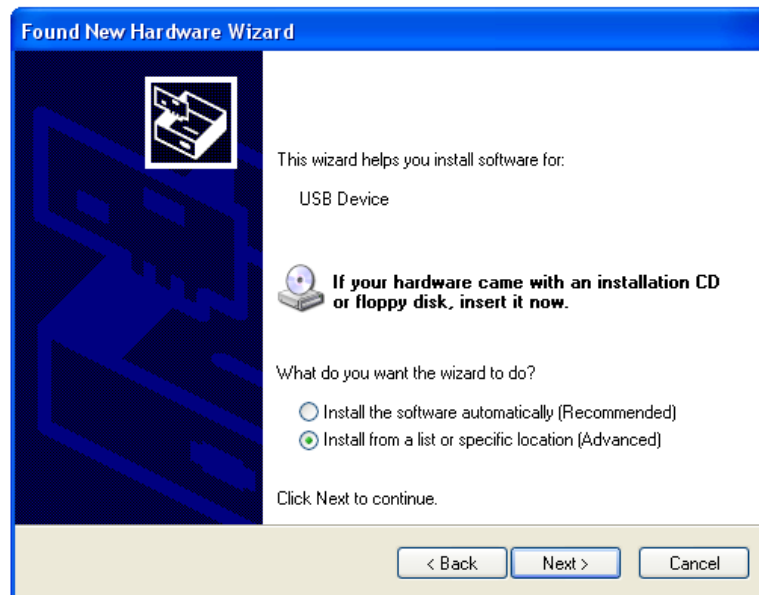 Found New Hardware Wizard
This wizard helps you install software for:
USB Device
If your hardware came with an installation CD
or floppy disk, insert it now.
What do you want the wizard to do?
Install the software automatically (Recommended)
Install from a list or specific location (Advanced)
Click Next to continue.
< Back
Next >
Cancel